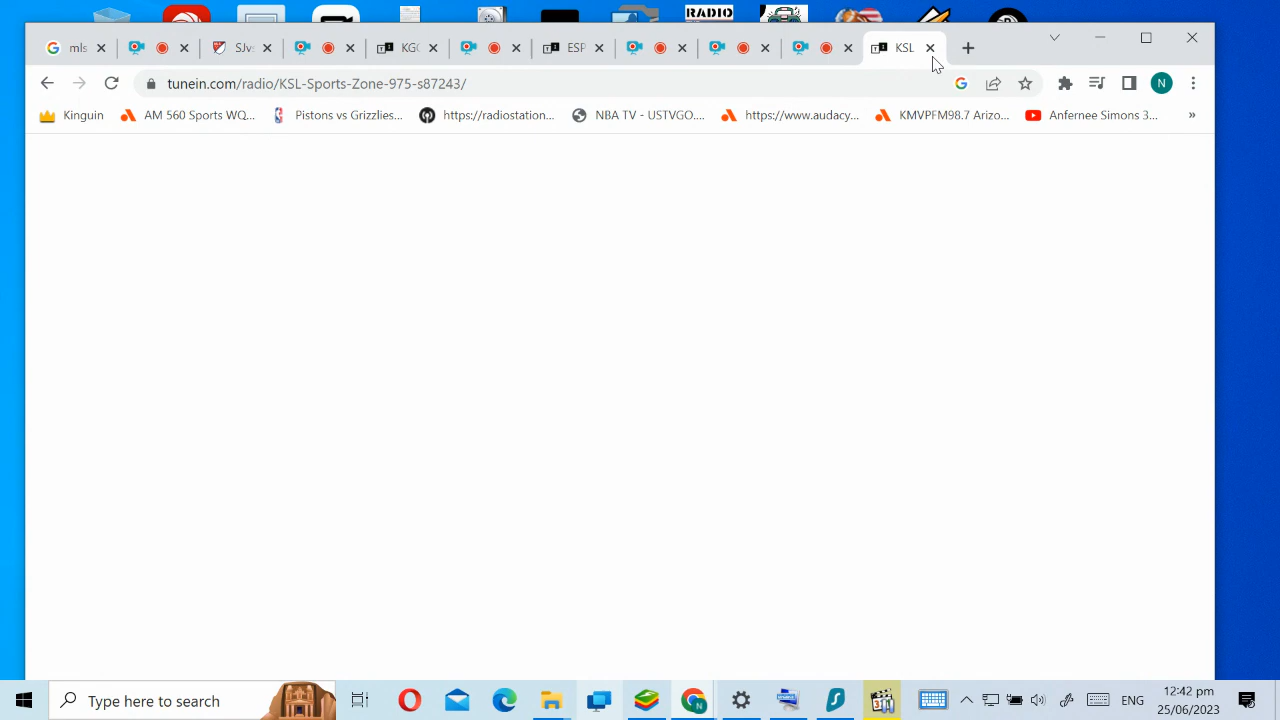 RADIO
mls
SJvs
KGC
ESP
KSL
tunein.com/radio/KSL-Sports-Zone-975-s87243/
N
Kinguin
AM 560 Sports WQ...
Pistons vs Grizzlies...
https://radiostation...
NBA TV - USTVGO....
https://www.audacy...
KMVPFM98.7 Arizo...
Anfernee Simons 3...
»
Type here to search
ENG
12:42 pm
25/06/2023